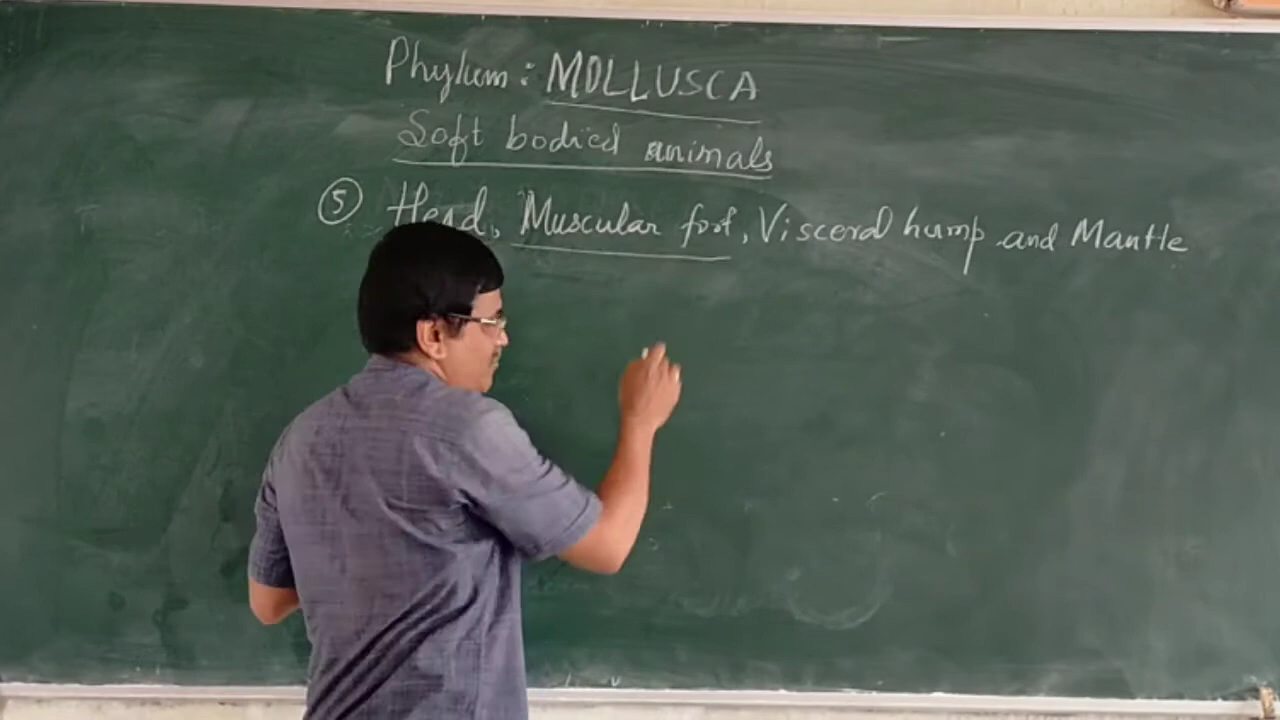 Phylum: MOLLUSCA
Soft bodied animals
⑤ Head, Muscular foot, Visceral hump and Mantle